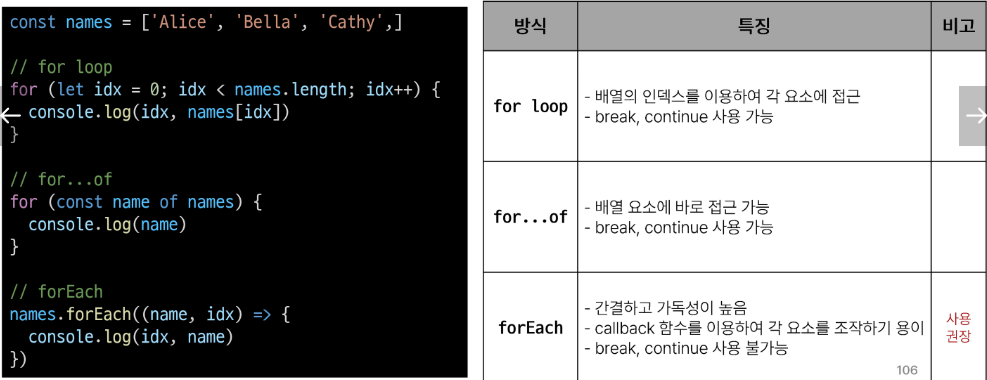 const names = ['Alice', 'Bella', 'Cathy',]
// for loop
for (let idx = 0; idx < names.length; idx++) {
  console.log(idx, names[idx])
}
// for...of
for (const name of names) {
  console.log(name)
}
// forEach
names.forEach((name, idx) => {
  console.log(idx, name)
})
방식 특징 비고
for loop
- 배열의 인덱스를 이용하여 각 요소에 접근
- break, continue 사용 가능
for...of
- 배열 요소에 바로 접근 가능
- break, continue 사용 가능
forEach
- 간결하고 가독성이 높음
- callback 함수를 이용하여 각 요소를 조작하기 용이
- break, continue 사용 불가능
사용
권장
106